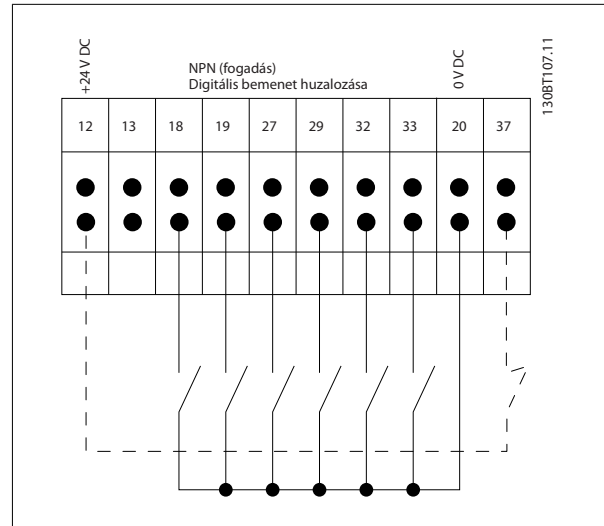 +24 V DC
NPN (fogadás)
Digitális bemenet huzalozása
0 V DC
130BT107.11
12 13 18 19 27 29 32 33 20 37